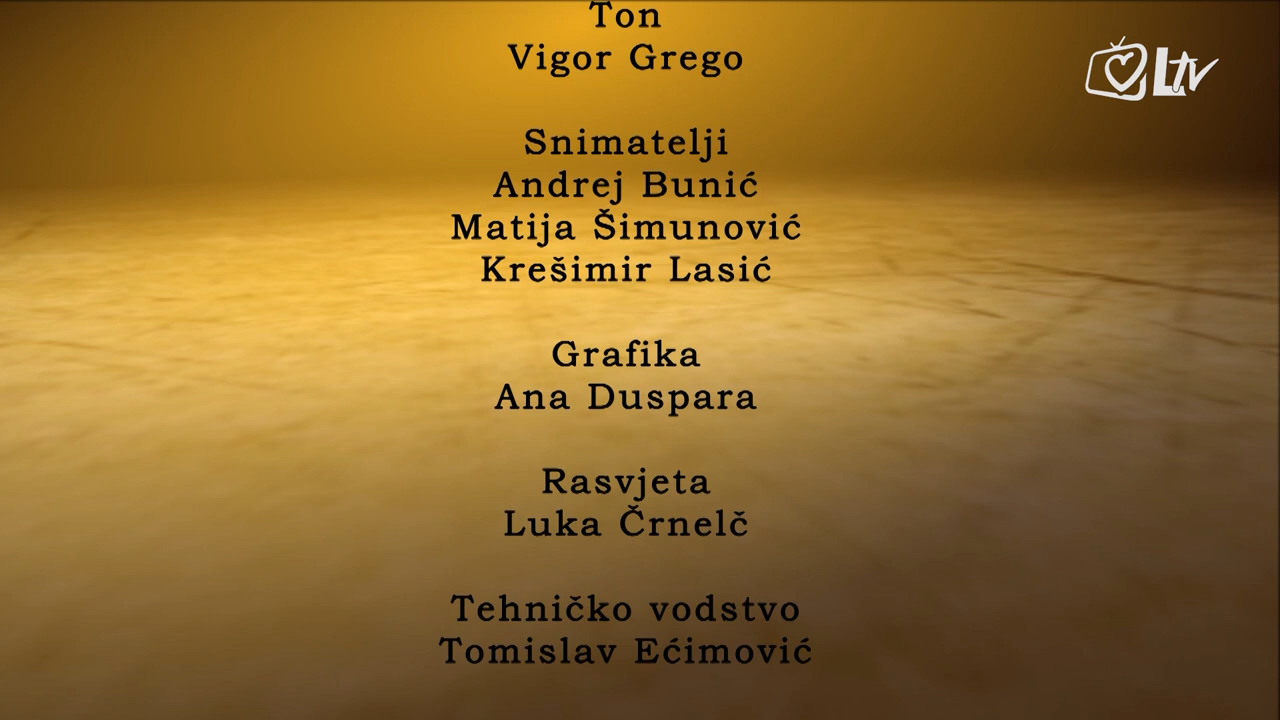 Ton
Vigor Grego
LTV
Snimatelji
Andrej Bunić
Matija Šimunović
Krešimir Lasić
Grafika
Ana Duspara
Rasvjeta
Luka Črnelč
Tehničko vodstvo
Tomislav Ećimović